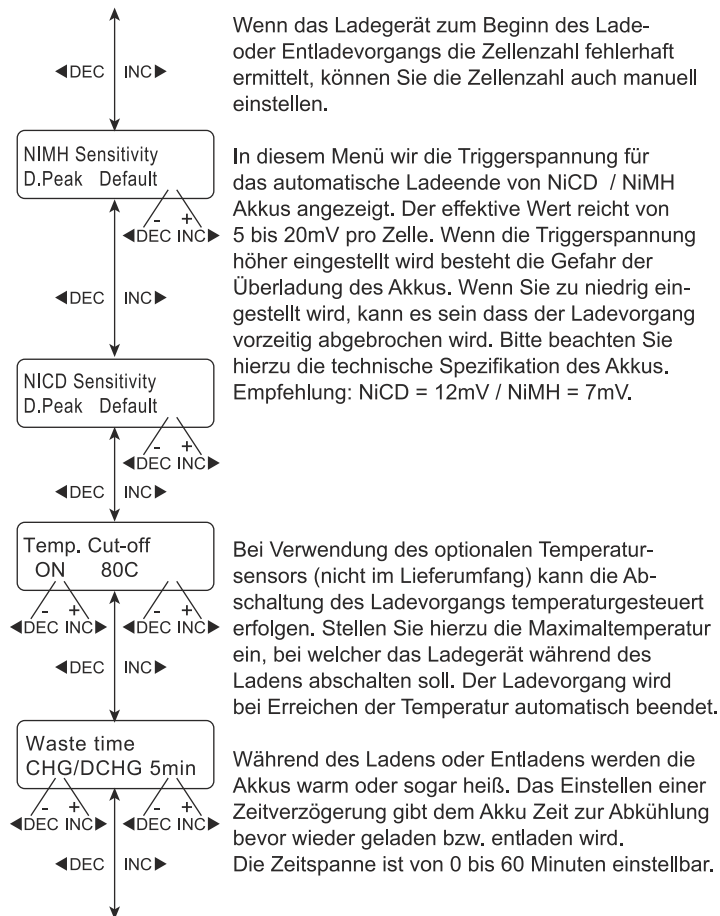 Wenn das Ladegerät zum Beginn des Lade-
oder Entladevorgangs die Zellenzahl fehlerhaft
ermittelt, können Sie die Zellenzahl auch manuell
einstellen.
◀DEC INC▶
NIMH Sensitivity
D.Peak Default
- +
◀DEC INC▶
In diesem Menü wir die Triggerspannung für
das automatische Ladeende von NiCD / NiMH
Akkus angezeigt. Der effektive Wert reicht von
5 bis 20mV pro Zelle. Wenn die Triggerspannung
höher eingestellt wird besteht die Gefahr der
Überladung des Akkus. Wenn Sie zu niedrig ein-
gestellt wird, kann es sein dass der Ladevorgang
vorzeitig abgebrochen wird. Bitte beachten Sie
hierzu die technische Spezifikation des Akkus.
Empfehlung: NiCD = 12mV / NiMH = 7mV.
◀DEC INC▶
NICD Sensitivity
D.Peak Default
- +
◀DEC INC▶
◀DEC INC▶
Temp. Cut-off
ON 80C
- +
◀DEC INC▶ ◀DEC INC▶
Bei Verwendung des optionalen Temperatur-
sensors (nicht im Lieferumfang) kann die Ab-
schaltung des Ladevorgangs temperaturgesteuert
erfolgen. Stellen Sie hierzu die Maximaltemperatur
ein, bei welcher das Ladegerät während des
Ladens abschalten soll. Der Ladevorgang wird
bei Erreichen der Temperatur automatisch beendet.
◀DEC INC▶
Waste time
CHG/DCHG 5min
- + - +
◀DEC INC▶ ◀DEC INC▶
Während des Ladens oder Entladens werden die
Akkus warm oder sogar heiß. Das Einstellen einer
Zeitverzögerung gibt dem Akku Zeit zur Abkühlung
bevor wieder geladen bzw. entladen wird.
Die Zeitspanne ist von 0 bis 60 Minuten einstellbar.
◀DEC INC▶